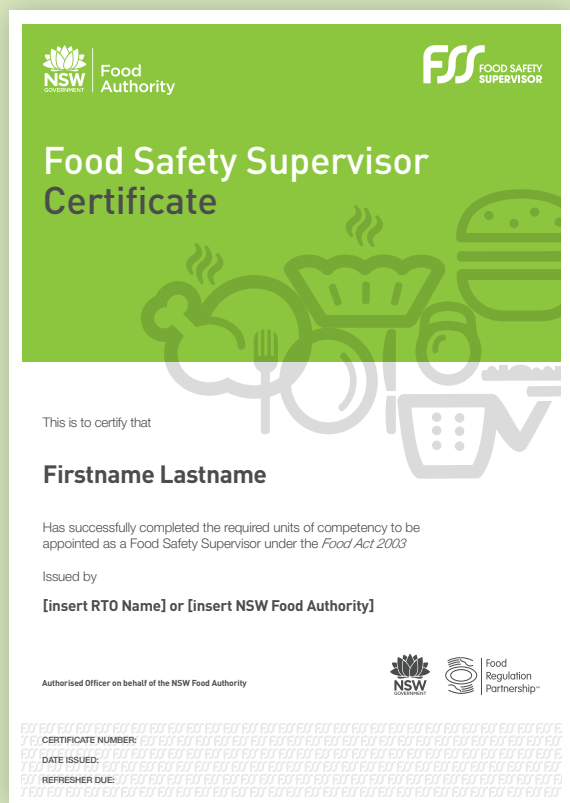 NSW
GOVERNMENT
Food
Authority
FSS
FOOD SAFETY
SUPERVISOR
Food Safety Supervisor
Certificate
This is to certify that
Firstname Lastname
Has successfully completed the required units of competency to be
appointed as a Food Safety Supervisor under the Food Act 2003
Issued by
[insert RTO Name] or [insert NSW Food Authority]
Authorised Officer on behalf of the NSW Food Authority
NSW
GOVERNMENT
Food
Regulation
Partnership™
CERTIFICATE NUMBER:
DATE ISSUED:
REFRESHER DUE: